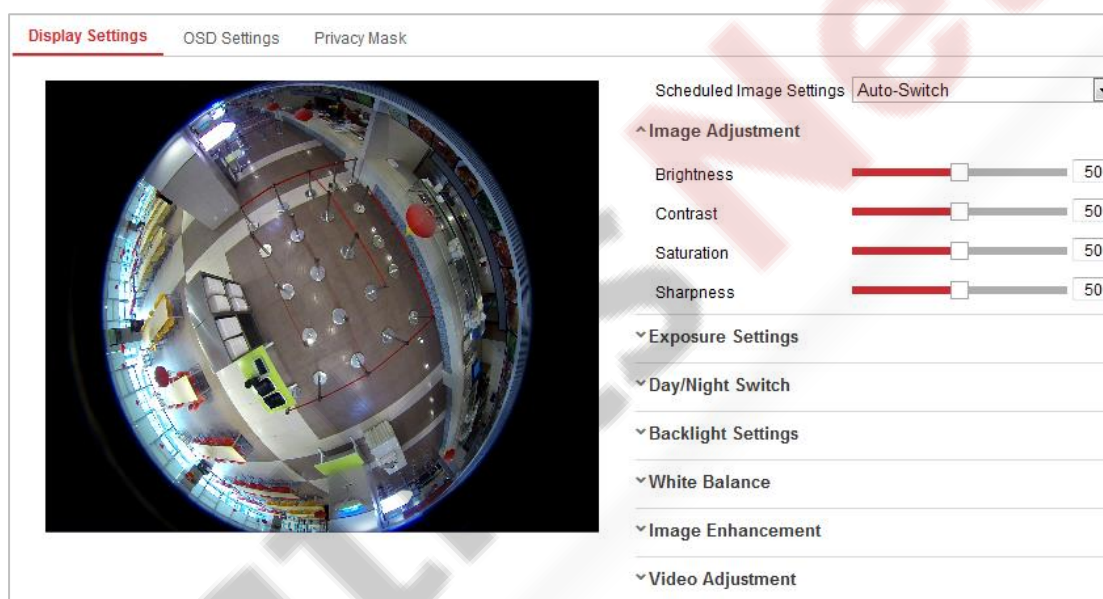 Display Settings OSD Settings Privacy Mask
Scheduled Image Settings Auto-Switch
Image Adjustment
Brightness 50
Contrast 50
Saturation 50
Sharpness 50
Exposure Settings
Day/Night Switch
Backlight Settings
White Balance
Image Enhancement
Video Adjustment